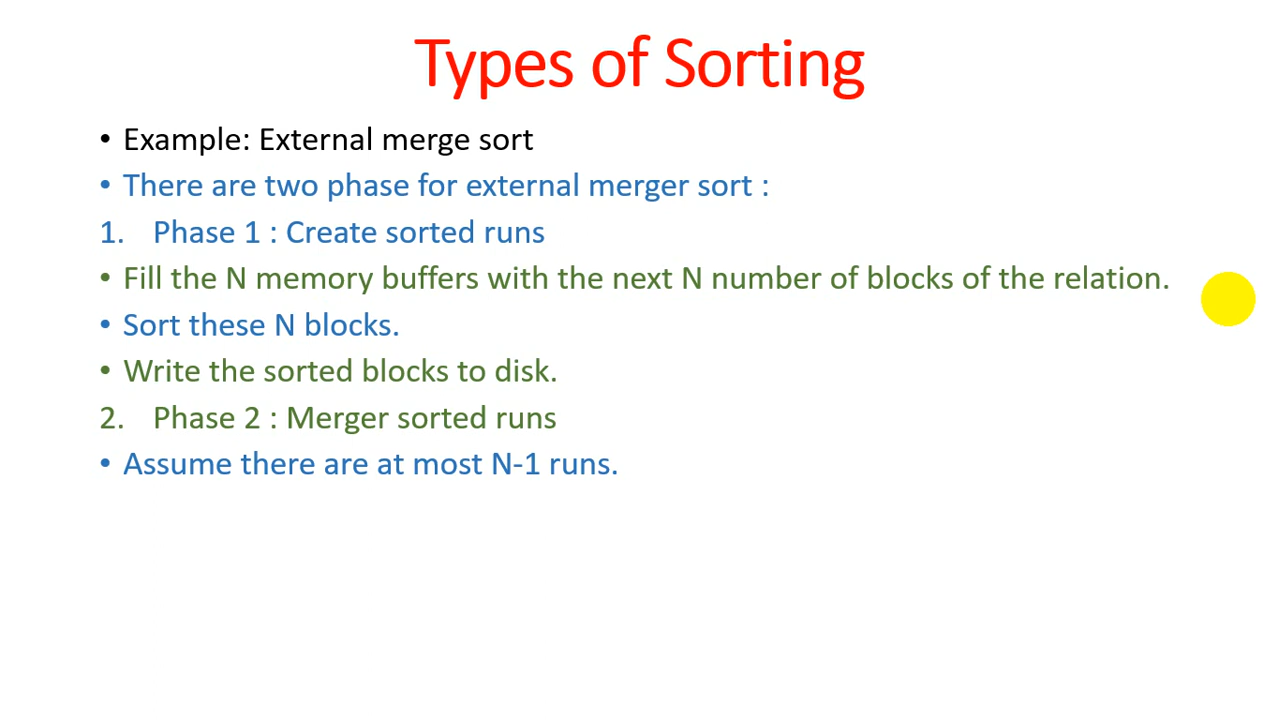 Types of Sorting
• Example: External merge sort
• There are two phase for external merger sort :
1. Phase 1 : Create sorted runs
• Fill the N memory buffers with the next N number of blocks of the relation.
• Sort these N blocks.
• Write the sorted blocks to disk.
2. Phase 2 : Merger sorted runs
• Assume there are at most N-1 runs.